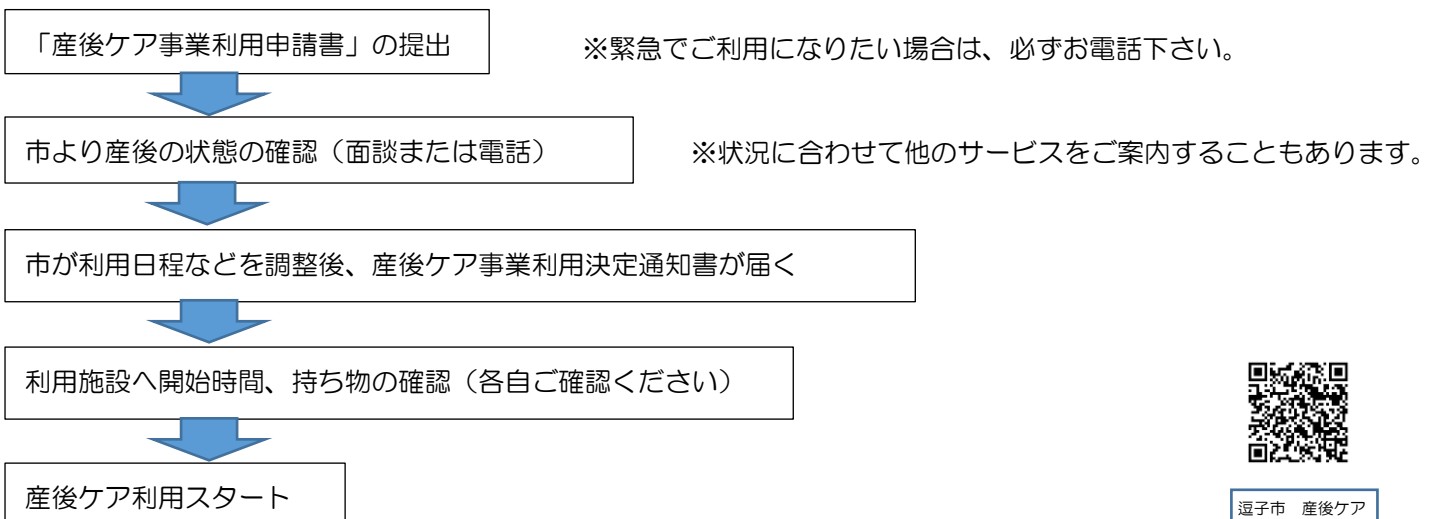 「産後ケア事業利用申請書」の提出
※緊急でご利用になりたい場合は、必ずお電話下さい。
市より産後の状態の確認（面談または電話）
※状況に合わせて他のサービスをご案内することもあります。
市が利用日程などを調整後、産後ケア事業利用決定通知書が届く
利用施設へ開始時間、持ち物の確認（各自ご確認ください）
産後ケア利用スタート
逗子市　産後ケア